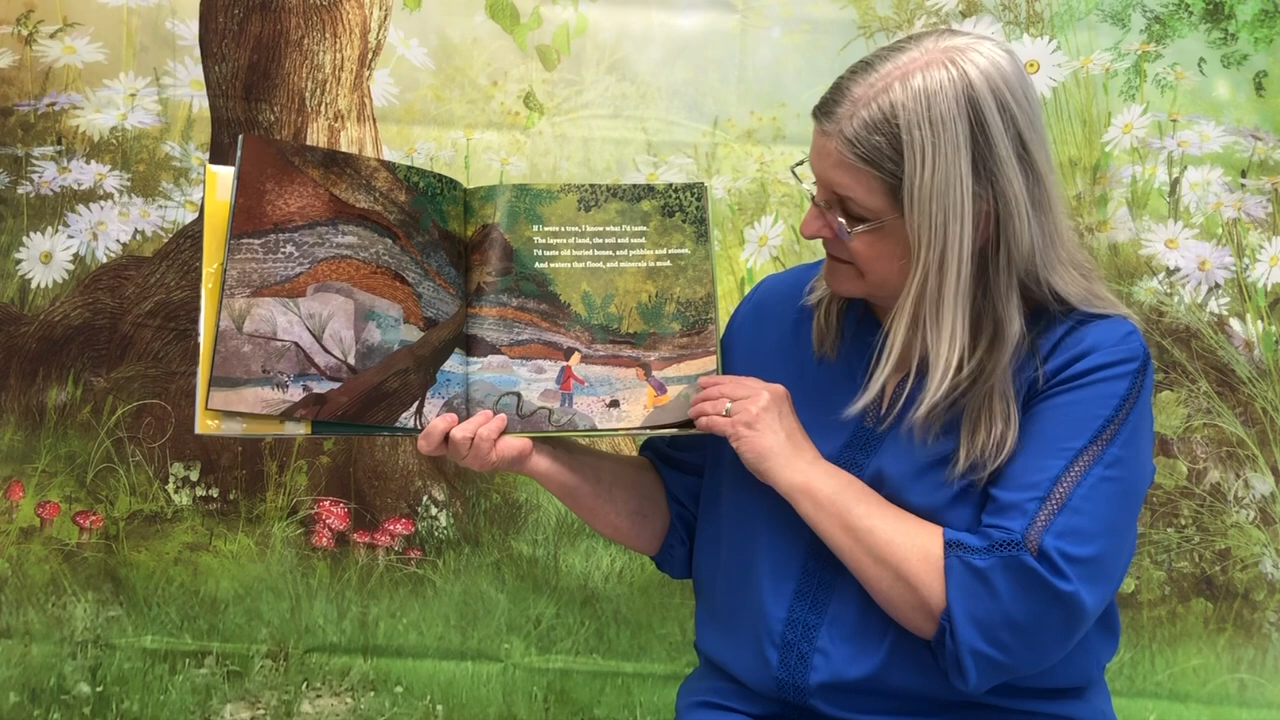 If I were a tree, I know what I'd taste.
The layers of land, the soil and sand.
I'd taste old buried bones, and pebbles and stones,
And waters that flood, and minerals in mud.